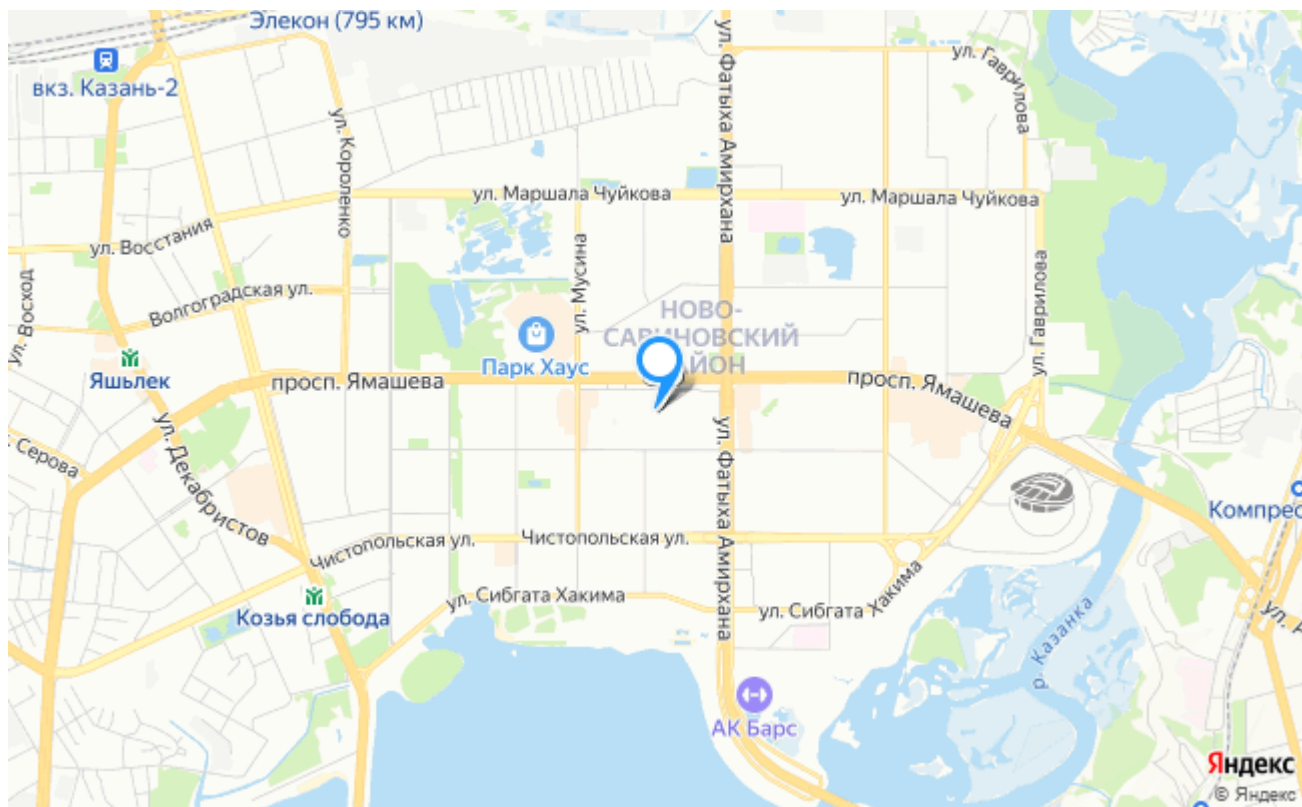 Элекон (795 км)
вкз. Казань-2
ул. Фатыха Амирхана
ул. Гаврилова
ул. Короленко
ул. Маршала Чуйкова
ул. Маршала Чуйкова
ул. Восстания
ул. Восход
Волгоградская ул.
ул. Мусина
ул. Гаврилова
НОВО-
САВИНОВСКИЙ
РАЙОН
Парк Хаус
Яшьлек
просп. Ямашева
просп. Ямашева
ул. Декабристов
Серова
ул. Фатыха Амирхана
Компрес
Чистопольская ул.
Чистопольская ул.
Козья слобода
ул. Сибгата Хакима
ул. Сибгата Хакима
р. Казанка
АК Барс
Яндекс
© Яндекс